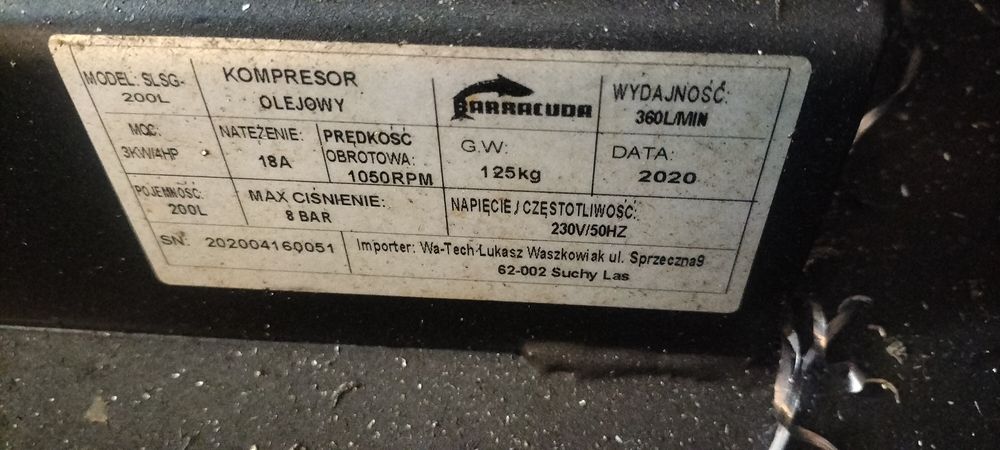 MODEL: SLSG-
200L
KOMPRESOR
OLEJOWY
BARRACUDA
WYDAJNOŚĆ:
360L/MIN
MOC:
3KW/4HP
NATEŻENIE:
18A
PRĘDKOŚĆ
OBROTOWA:
1050RPM
G.W:
125kg
DATA:
2020
POJEMNOŚĆ:
200L
MAX CIŚNIENIE:
8 BAR
NAPIĘCIE/CZĘSTOTLIWOŚĆ:
230V/50HZ
SN: 202004160051
Importer: Wa-Tech-Łukasz Waszkowiak ul. Sprzeczna9
62-002 Suchy Las